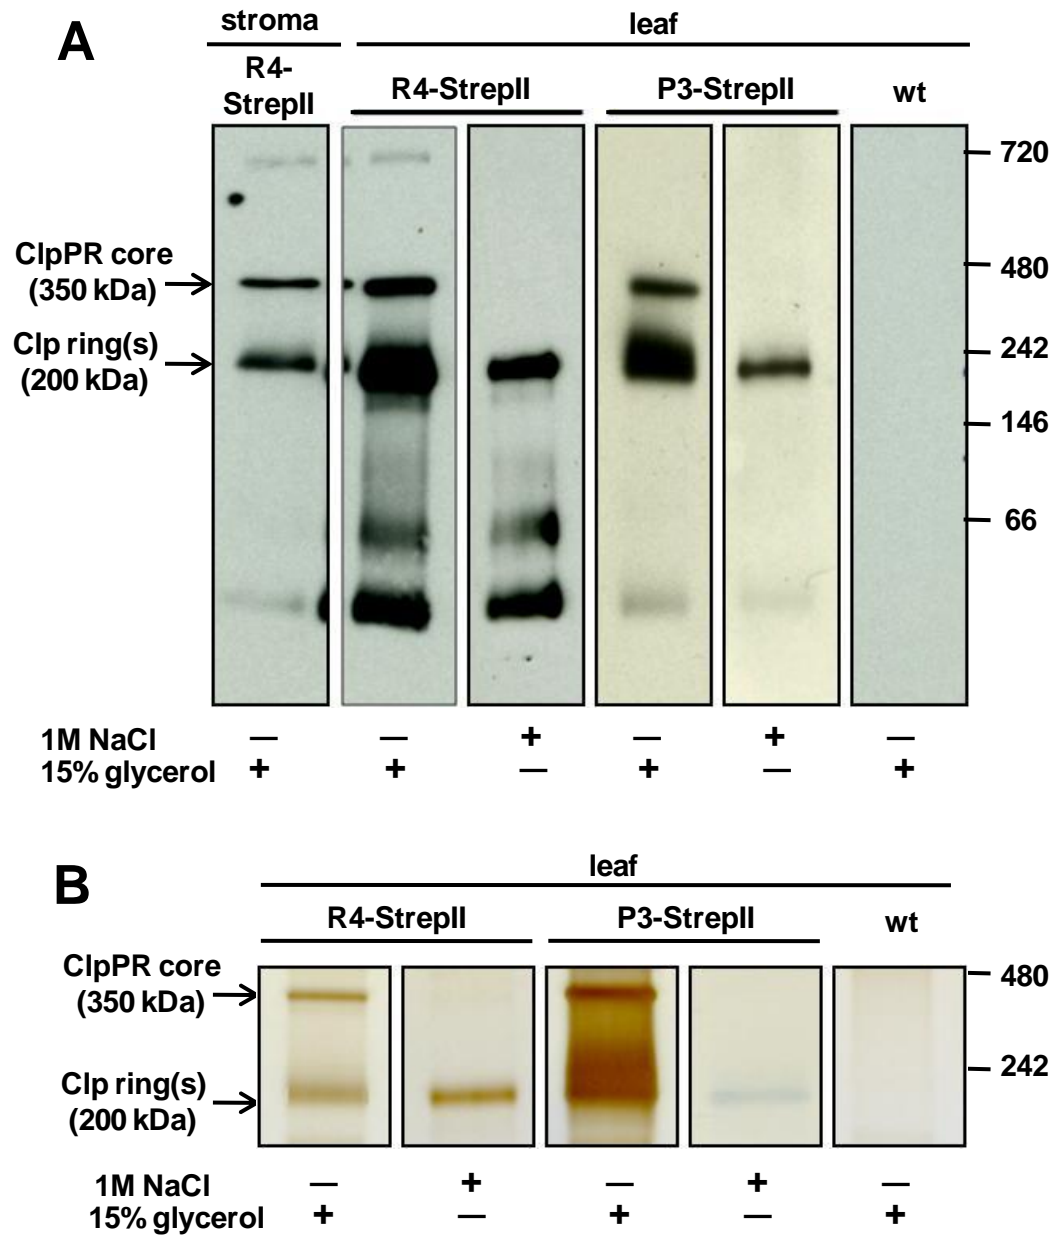 A
stroma
leaf
R4-
StrepII
R4-StrepII
P3-StrepII
wt
720
ClpPR core
(350 kDa)
480
Clp ring(s)
(200 kDa)
242
146
66
1M NaCl — — + — + —
15% glycerol + + — + — +
B
leaf
R4-StrepII
P3-StrepII
wt
ClpPR core
(350 kDa)
480
Clp ring(s)
(200 kDa)
242
1M NaCl — + — + —
15% glycerol + — + — +